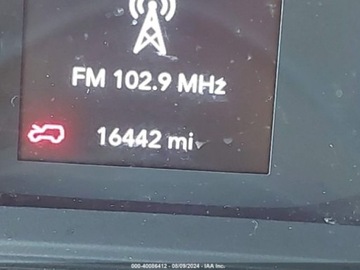 FM 102.9 MHz
16442 mi
000-40086412 - 08/09/2024 - IAA Inc.